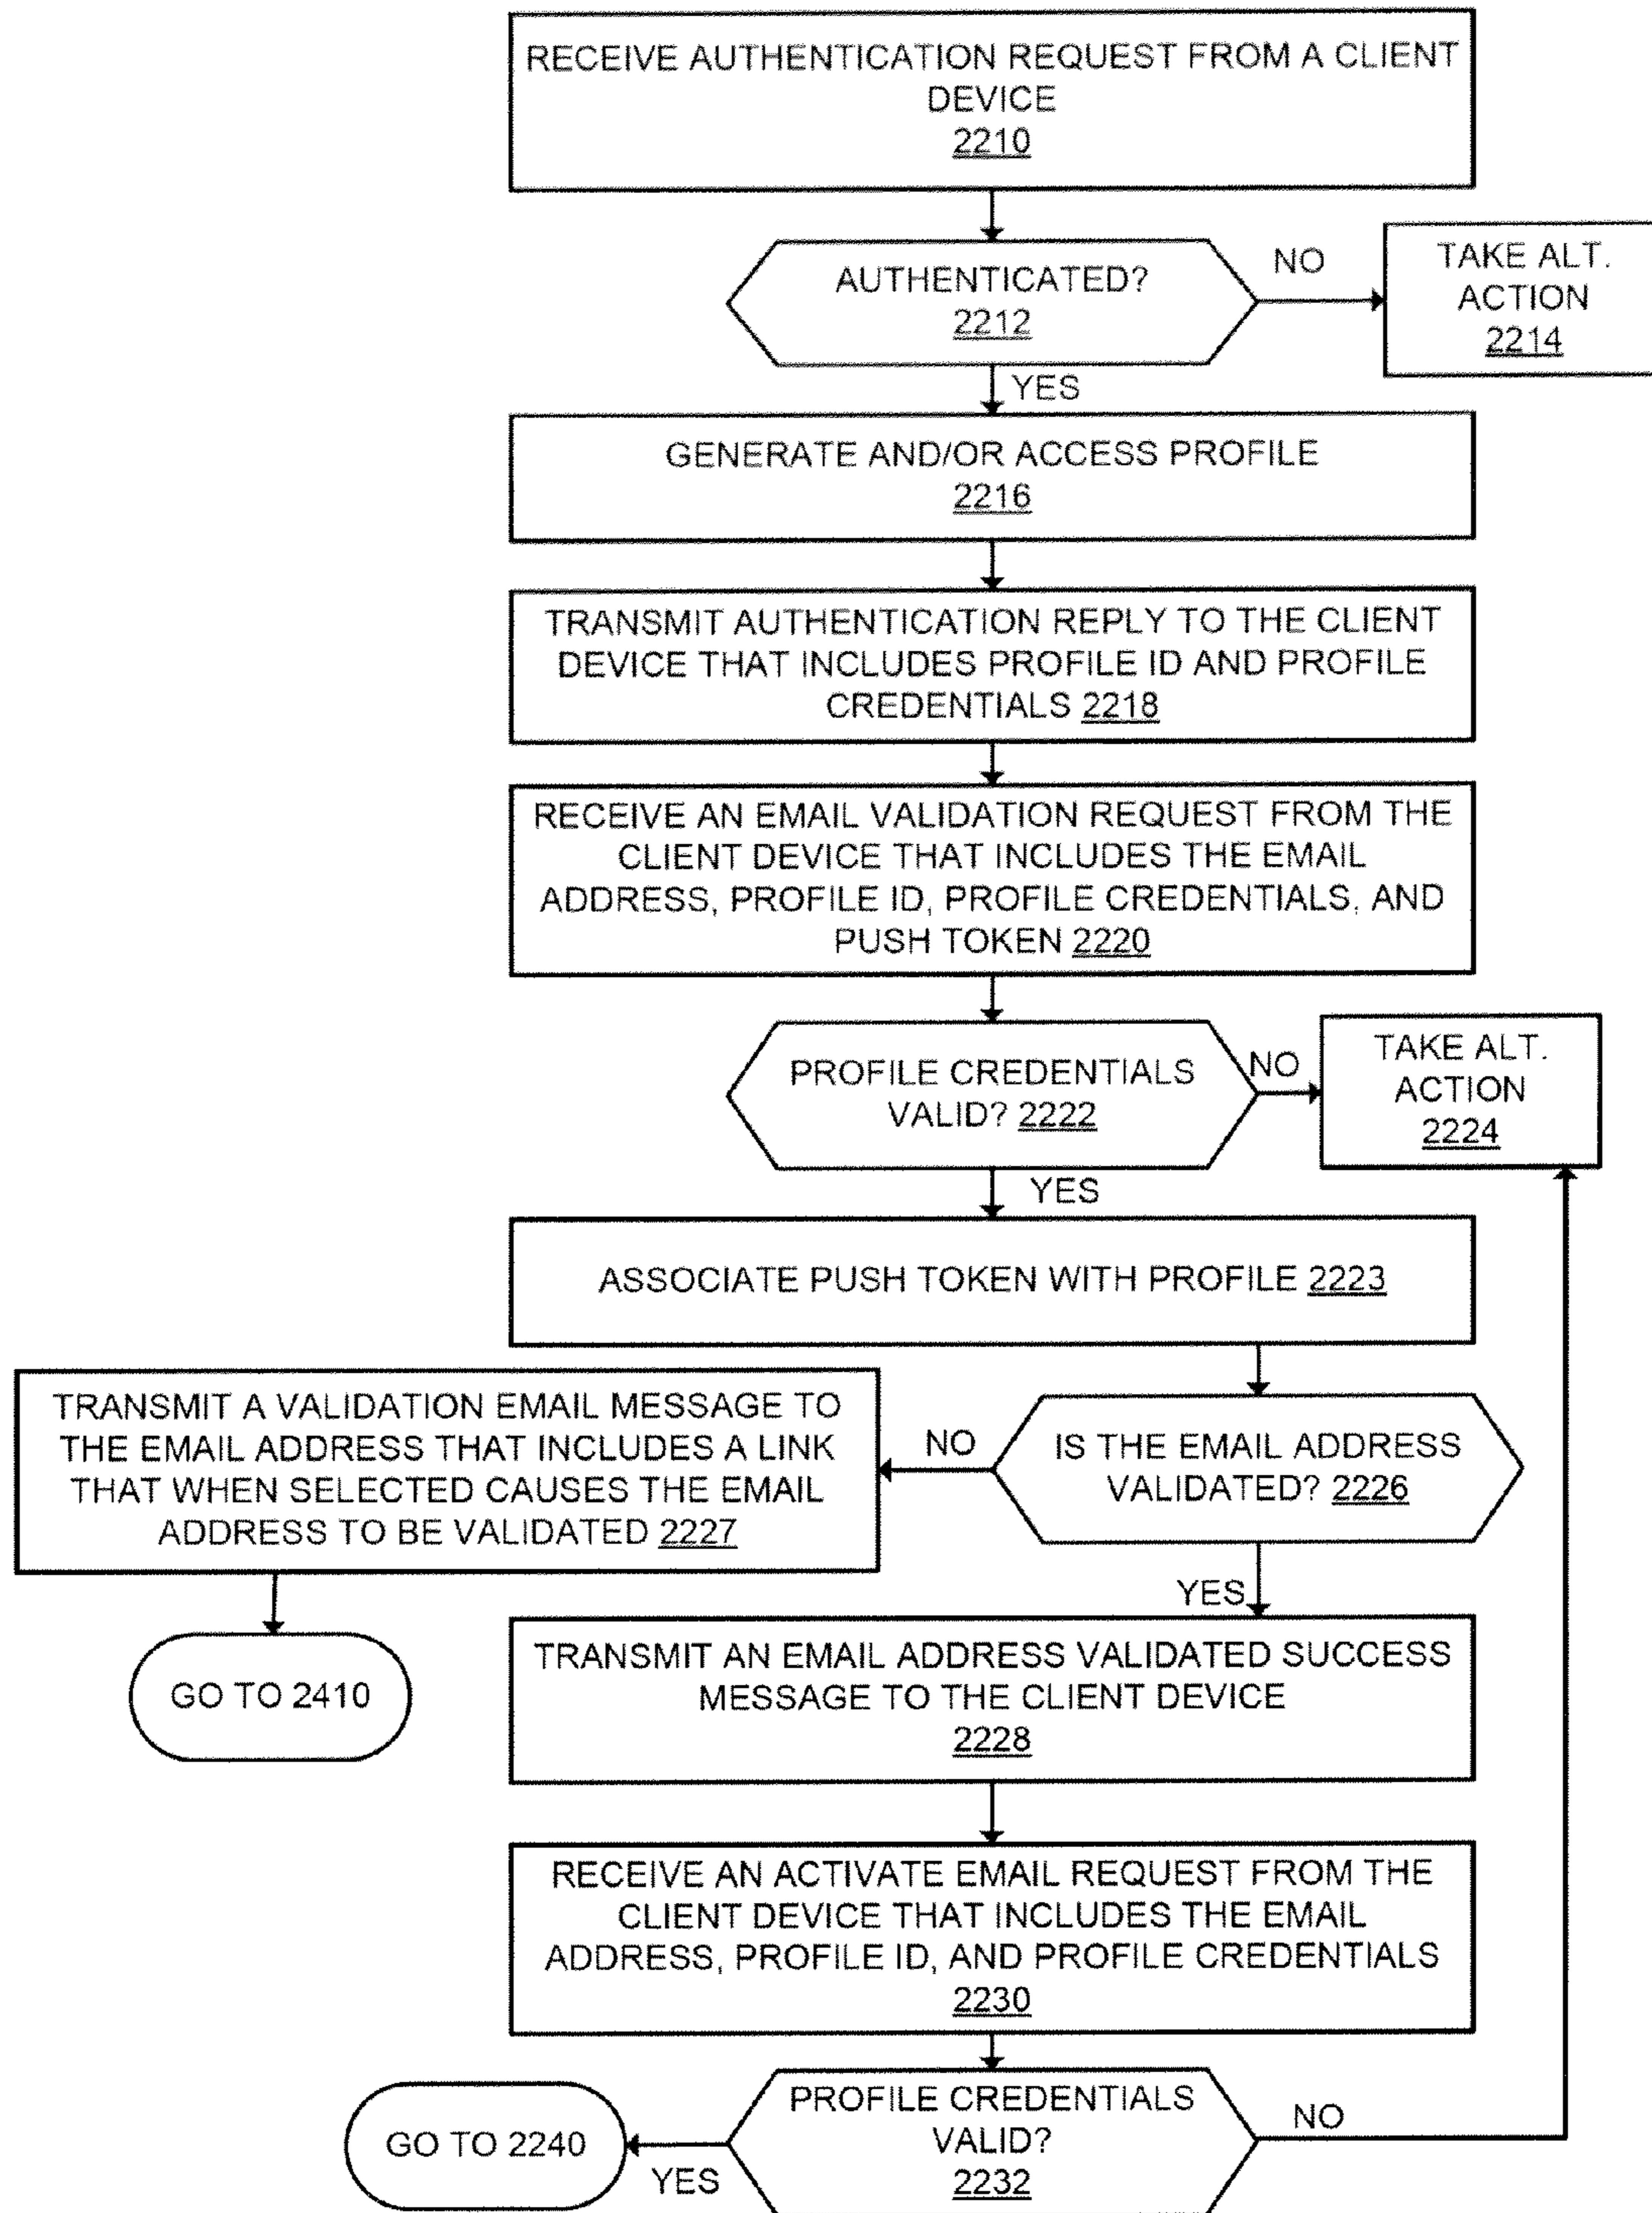 RECEIVE AUTHENTICATION REQUEST FROM A CLIENT
DEVICE
2210
AUTHENTICATED?
2212
NO
TAKE ALT.
ACTION
2214
YES
GENERATE AND/OR ACCESS PROFILE
2216
TRANSMIT AUTHENTICATION REPLY TO THE CLIENT
DEVICE THAT INCLUDES PROFILE ID AND PROFILE
CREDENTIALS 2218
RECEIVE AN EMAIL VALIDATION REQUEST FROM THE
CLIENT DEVICE THAT INCLUDES THE EMAIL
ADDRESS, PROFILE ID, PROFILE CREDENTIALS, AND
PUSH TOKEN 2220
PROFILE CREDENTIALS
VALID? 2222
NO
TAKE ALT.
ACTION
2224
YES
ASSOCIATE PUSH TOKEN WITH PROFILE 2223
IS THE EMAIL ADDRESS
VALIDATED? 2226
NO
TRANSMIT A VALIDATION EMAIL MESSAGE TO
THE EMAIL ADDRESS THAT INCLUDES A LINK
THAT WHEN SELECTED CAUSES THE EMAIL
ADDRESS TO BE VALIDATED 2227
GO TO 2410
YES
TRANSMIT AN EMAIL ADDRESS VALIDATED SUCCESS
MESSAGE TO THE CLIENT DEVICE
2228
RECEIVE AN ACTIVATE EMAIL REQUEST FROM THE
CLIENT DEVICE THAT INCLUDES THE EMAIL
ADDRESS, PROFILE ID, AND PROFILE CREDENTIALS
2230
PROFILE CREDENTIALS
VALID?
2232
NO
YES
GO TO 2240